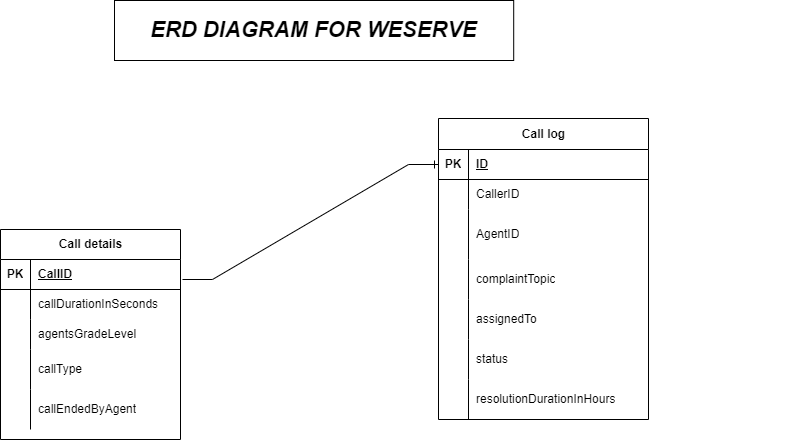 ERD DIAGRAM FOR WESERVE
Call log
PK ID
CallerID
AgentID
complaintTopic
assignedTo
status
resolutionDurationInHours
Call details
PK CallID
callDurationInSeconds
agentsGradeLevel
callType
callEndedByAgent